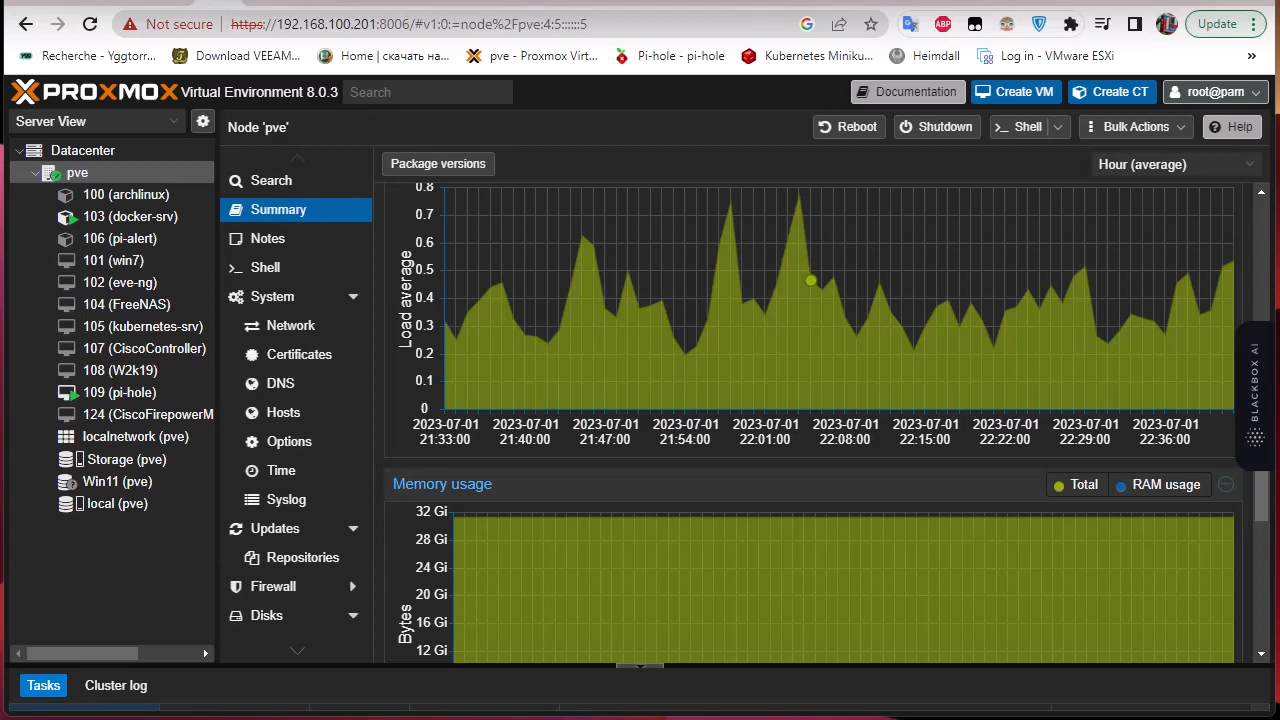 Not secure https://192.168.100.201:8006/#v1:0:=node%2Fpve:4:5::::::5 ABP Update
Recherche - Yggtorr... Download VEEAM... Home | скачать на... pve - Proxmox Virt... Pi-hole - pi-hole Kubernetes Miniku... Heimdall Log in - VMware ESXi »
PROXMOX Virtual Environment 8.0.3 Search Documentation Create VM Create CT root@pam
Server View
Node 'pve' Reboot Shutdown Shell Bulk Actions Help
Datacenter
pve
100 (archlinux)
103 (docker-srv)
106 (pi-alert)
101 (win7)
102 (eve-ng)
104 (FreeNAS)
105 (kubernetes-srv)
107 (CiscoController)
108 (W2k19)
109 (pi-hole)
124 (CiscoFirepowerM
localnetwork (pve)
Storage (pve)
Win11 (pve)
local (pve)
Search
Summary
Notes
Shell
System
Network
Certificates
DNS
Hosts
Options
Time
Syslog
Updates
Repositories
Firewall
Disks
Package versions Hour (average)
0.8
0.7
0.6
0.5
0.4
0.3
0.2
0.1
0
Load average
2023-07-01 2023-07-01 2023-07-01 2023-07-01 2023-07-01 2023-07-01 2023-07-01 2023-07-01 2023-07-01 2023-07-01
21:33:00 21:40:00 21:47:00 21:54:00 22:01:00 22:08:00 22:15:00 22:22:00 22:29:00 22:36:00
Memory usage Total RAM usage
32 Gi
28 Gi
24 Gi
20 Gi
16 Gi
12 Gi
Bytes
BLACKBOX AI
Tasks Cluster log